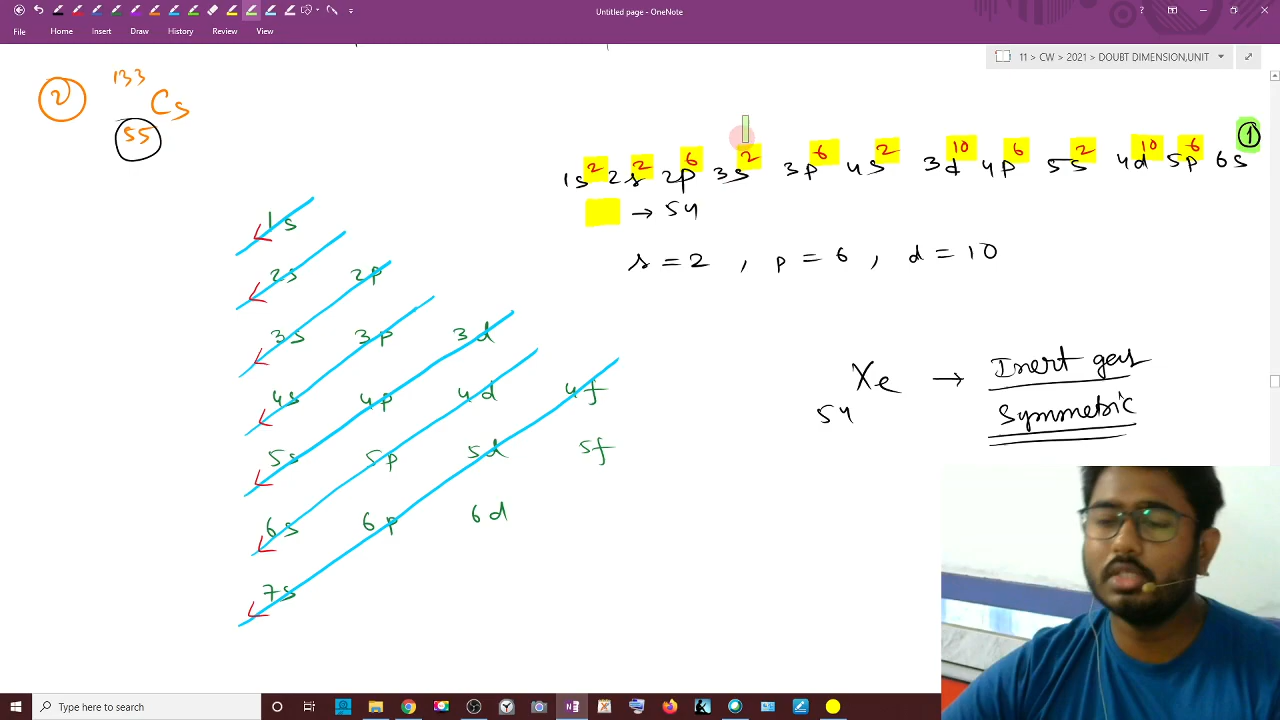 Untitled page - OneNote
File Home Insert Draw History Review View
11 > CW > 2021 > DOUBT DIMENSION,UNIT
2 133 Cs
55
1s² 2s² 2p⁶ 3s² 3p⁶ 4s² 3d¹⁰ 4p⁶ 5s² 4d¹⁰ 5p⁶ 6s¹
→ 54
s = 2 , p = 6 , d = 10
1s
2s 2p
3s 3p 3d
4s 4p 4d 4f
5s 5p 5d 5f
6s 6p 6d
7s
Xe → Inert gas
54 Symmetric
Type here to search